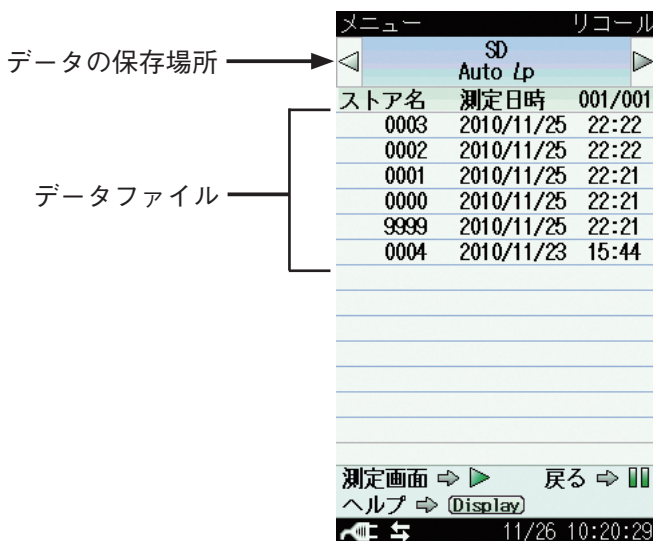 メニュー リコール
データの保存場所
SD
Auto Lp
ストア名 測定日時 001/001
0003 2010/11/25 22:22
0002 2010/11/25 22:22
0001 2010/11/25 22:21
データファイル
0000 2010/11/25 22:21
9999 2010/11/25 22:21
0004 2010/11/23 15:44
測定画面 ⇨ ▶ 戻る ⇨ ▮▮
ヘルプ ⇨ Display
11/26 10:20:29